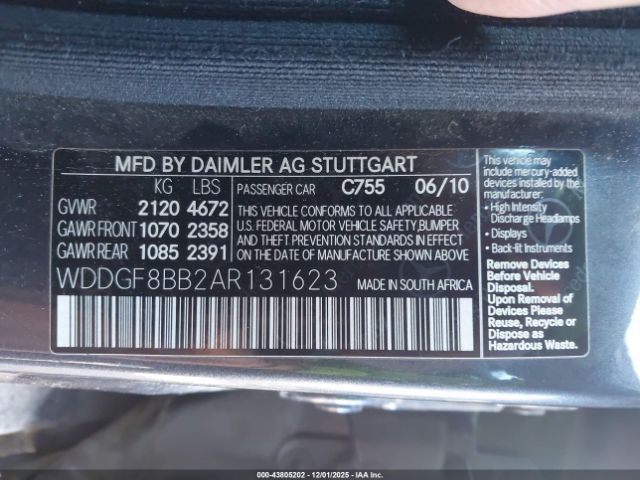 MFD BY DAIMLER AG STUTTGART
KG LBS PASSENGER CAR C755 06/10
GVWR 2120 4672
GAWR FRONT 1070 2358
GAWR REAR 1085 2391
THIS VEHICLE CONFORMS TO ALL APPLICABLE
U.S. FEDERAL MOTOR VEHICLE SAFETY, BUMPER
AND THEFT PREVENTION STANDARDS IN EFFECT
ON THE DATE OF MANUFACTURE SHOWN ABOVE.
WDDGF8BB2AR131623 MADE IN SOUTH AFRICA
This vehicle may
include mercury-added
devices installed by the
manufacturer:
• High Intensity
Discharge Headlamps
• Displays
• Back-lit Instruments
Remove Devices
Before Vehicle
Disposal.
Upon Removal of
Devices Please
Reuse, Recycle or
Dispose as
Hazardous Waste.
000-43805202 - 12/01/2025 - IAAI.COM